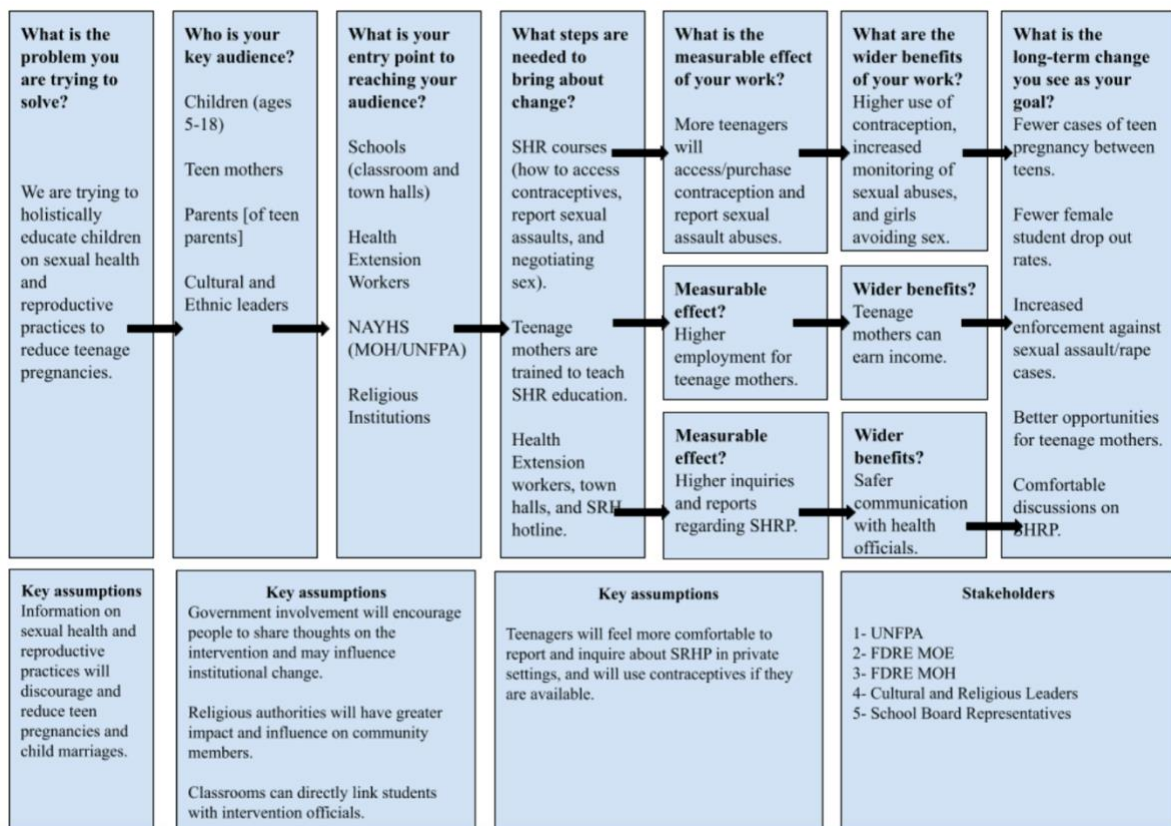 What is the
problem you
are trying to
solve?
We are trying to
holistically
educate children
on sexual health
and
reproductive
practices to
reduce teenage
pregnancies.
Who is your
key audience?
Children (ages
5-18)
Teen mothers
Parents [of teen
parents]
Cultural and
Ethnic leaders
What is your
entry point to
reaching your
audience?
Schools
(classroom and
town halls)
Health
Extension
Workers
NAYHS
(MOH/UNFPA)
Religious
Institutions
What steps are
needed to
bring about
change?
SHR courses
(how to access
contraceptives,
report sexual
assaults, and
negotiating
sex).
Teenage
mothers are
trained to teach
SHR education.
Health
Extension
workers, town
halls, and SRH
hotline.
What is the
measurable effect
of your work?
More teenagers
will
access/purchase
contraception and
report sexual
assault abuses.
Measurable
effect?
Higher
employment for
teenage mothers.
Measurable
effect?
Higher inquiries
and reports
regarding SHRP.
What are the
wider benefits
of your work?
Higher use of
contraception,
increased
monitoring of
sexual abuses,
and girls
avoiding sex.
Wider benefits?
Teenage
mothers can
earn income.
Wider
benefits?
Safer
communication
with health
officials.
What is the
long-term change
you see as your
goal?
Fewer cases of teen
pregnancy between
teens.
Fewer female
student drop out
rates.
Increased
enforcement against
sexual assault/rape
cases.
Better opportunities
for teenage mothers.
Comfortable
discussions on
SHRP.
Key assumptions
Information on
sexual health and
reproductive
practices will
discourage and
reduce teen
pregnancies and
child marriages.
Key assumptions
Government involvement will encourage
people to share thoughts on the
intervention and may influence
institutional change.
Religious authorities will have greater
impact and influence on community
members.
Classrooms can directly link students
with intervention officials.
Key assumptions
Teenagers will feel more comfortable to
report and inquire about SRHP in private
settings, and will use contraceptives if they
are available.
Stakeholders
1- UNFPA
2- FDRE MOE
3- FDRE MOH
4- Cultural and Religious Leaders
5- School Board Representatives